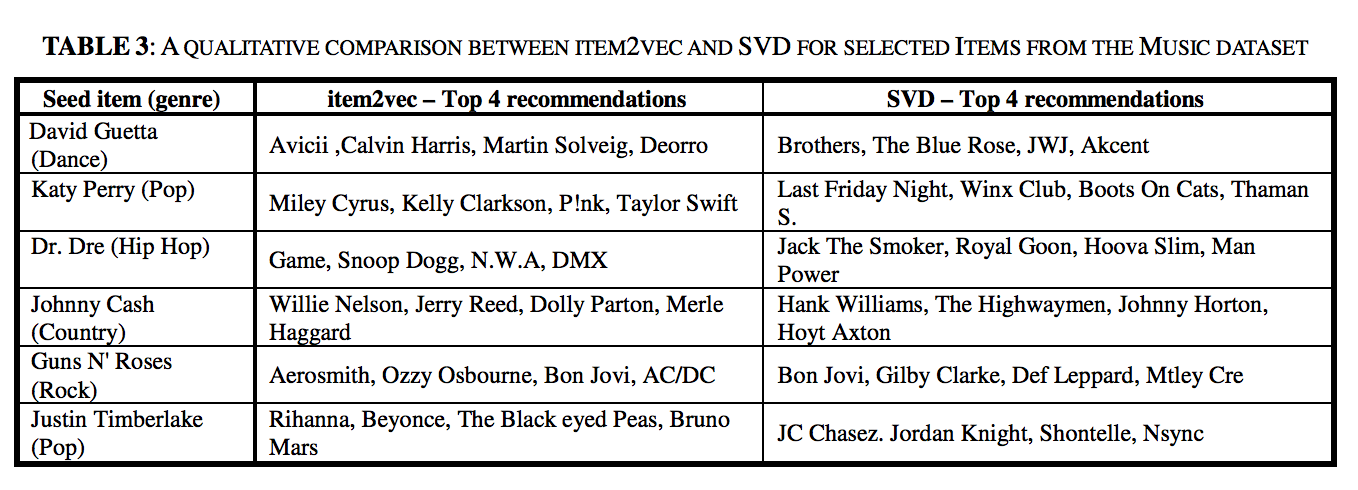 TABLE 3: A QUALITATIVE COMPARISON BETWEEN ITEM2VEC AND SVD FOR SELECTED ITEMS FROM THE MUSIC DATASET
Seed item (genre) item2vec – Top 4 recommendations SVD – Top 4 recommendations
David Guetta
(Dance)
Avicii ,Calvin Harris, Martin Solveig, Deorro
Brothers, The Blue Rose, JWJ, Akcent
Katy Perry (Pop)
Miley Cyrus, Kelly Clarkson, P!nk, Taylor Swift
Last Friday Night, Winx Club, Boots On Cats, Thaman
S.
Dr. Dre (Hip Hop)
Game, Snoop Dogg, N.W.A, DMX
Jack The Smoker, Royal Goon, Hoova Slim, Man
Power
Johnny Cash
(Country)
Willie Nelson, Jerry Reed, Dolly Parton, Merle
Haggard
Hank Williams, The Highwaymen, Johnny Horton,
Hoyt Axton
Guns N' Roses
(Rock)
Aerosmith, Ozzy Osbourne, Bon Jovi, AC/DC
Bon Jovi, Gilby Clarke, Def Leppard, Mtley Cre
Justin Timberlake
(Pop)
Rihanna, Beyonce, The Black eyed Peas, Bruno
Mars
JC Chasez. Jordan Knight, Shontelle, Nsync